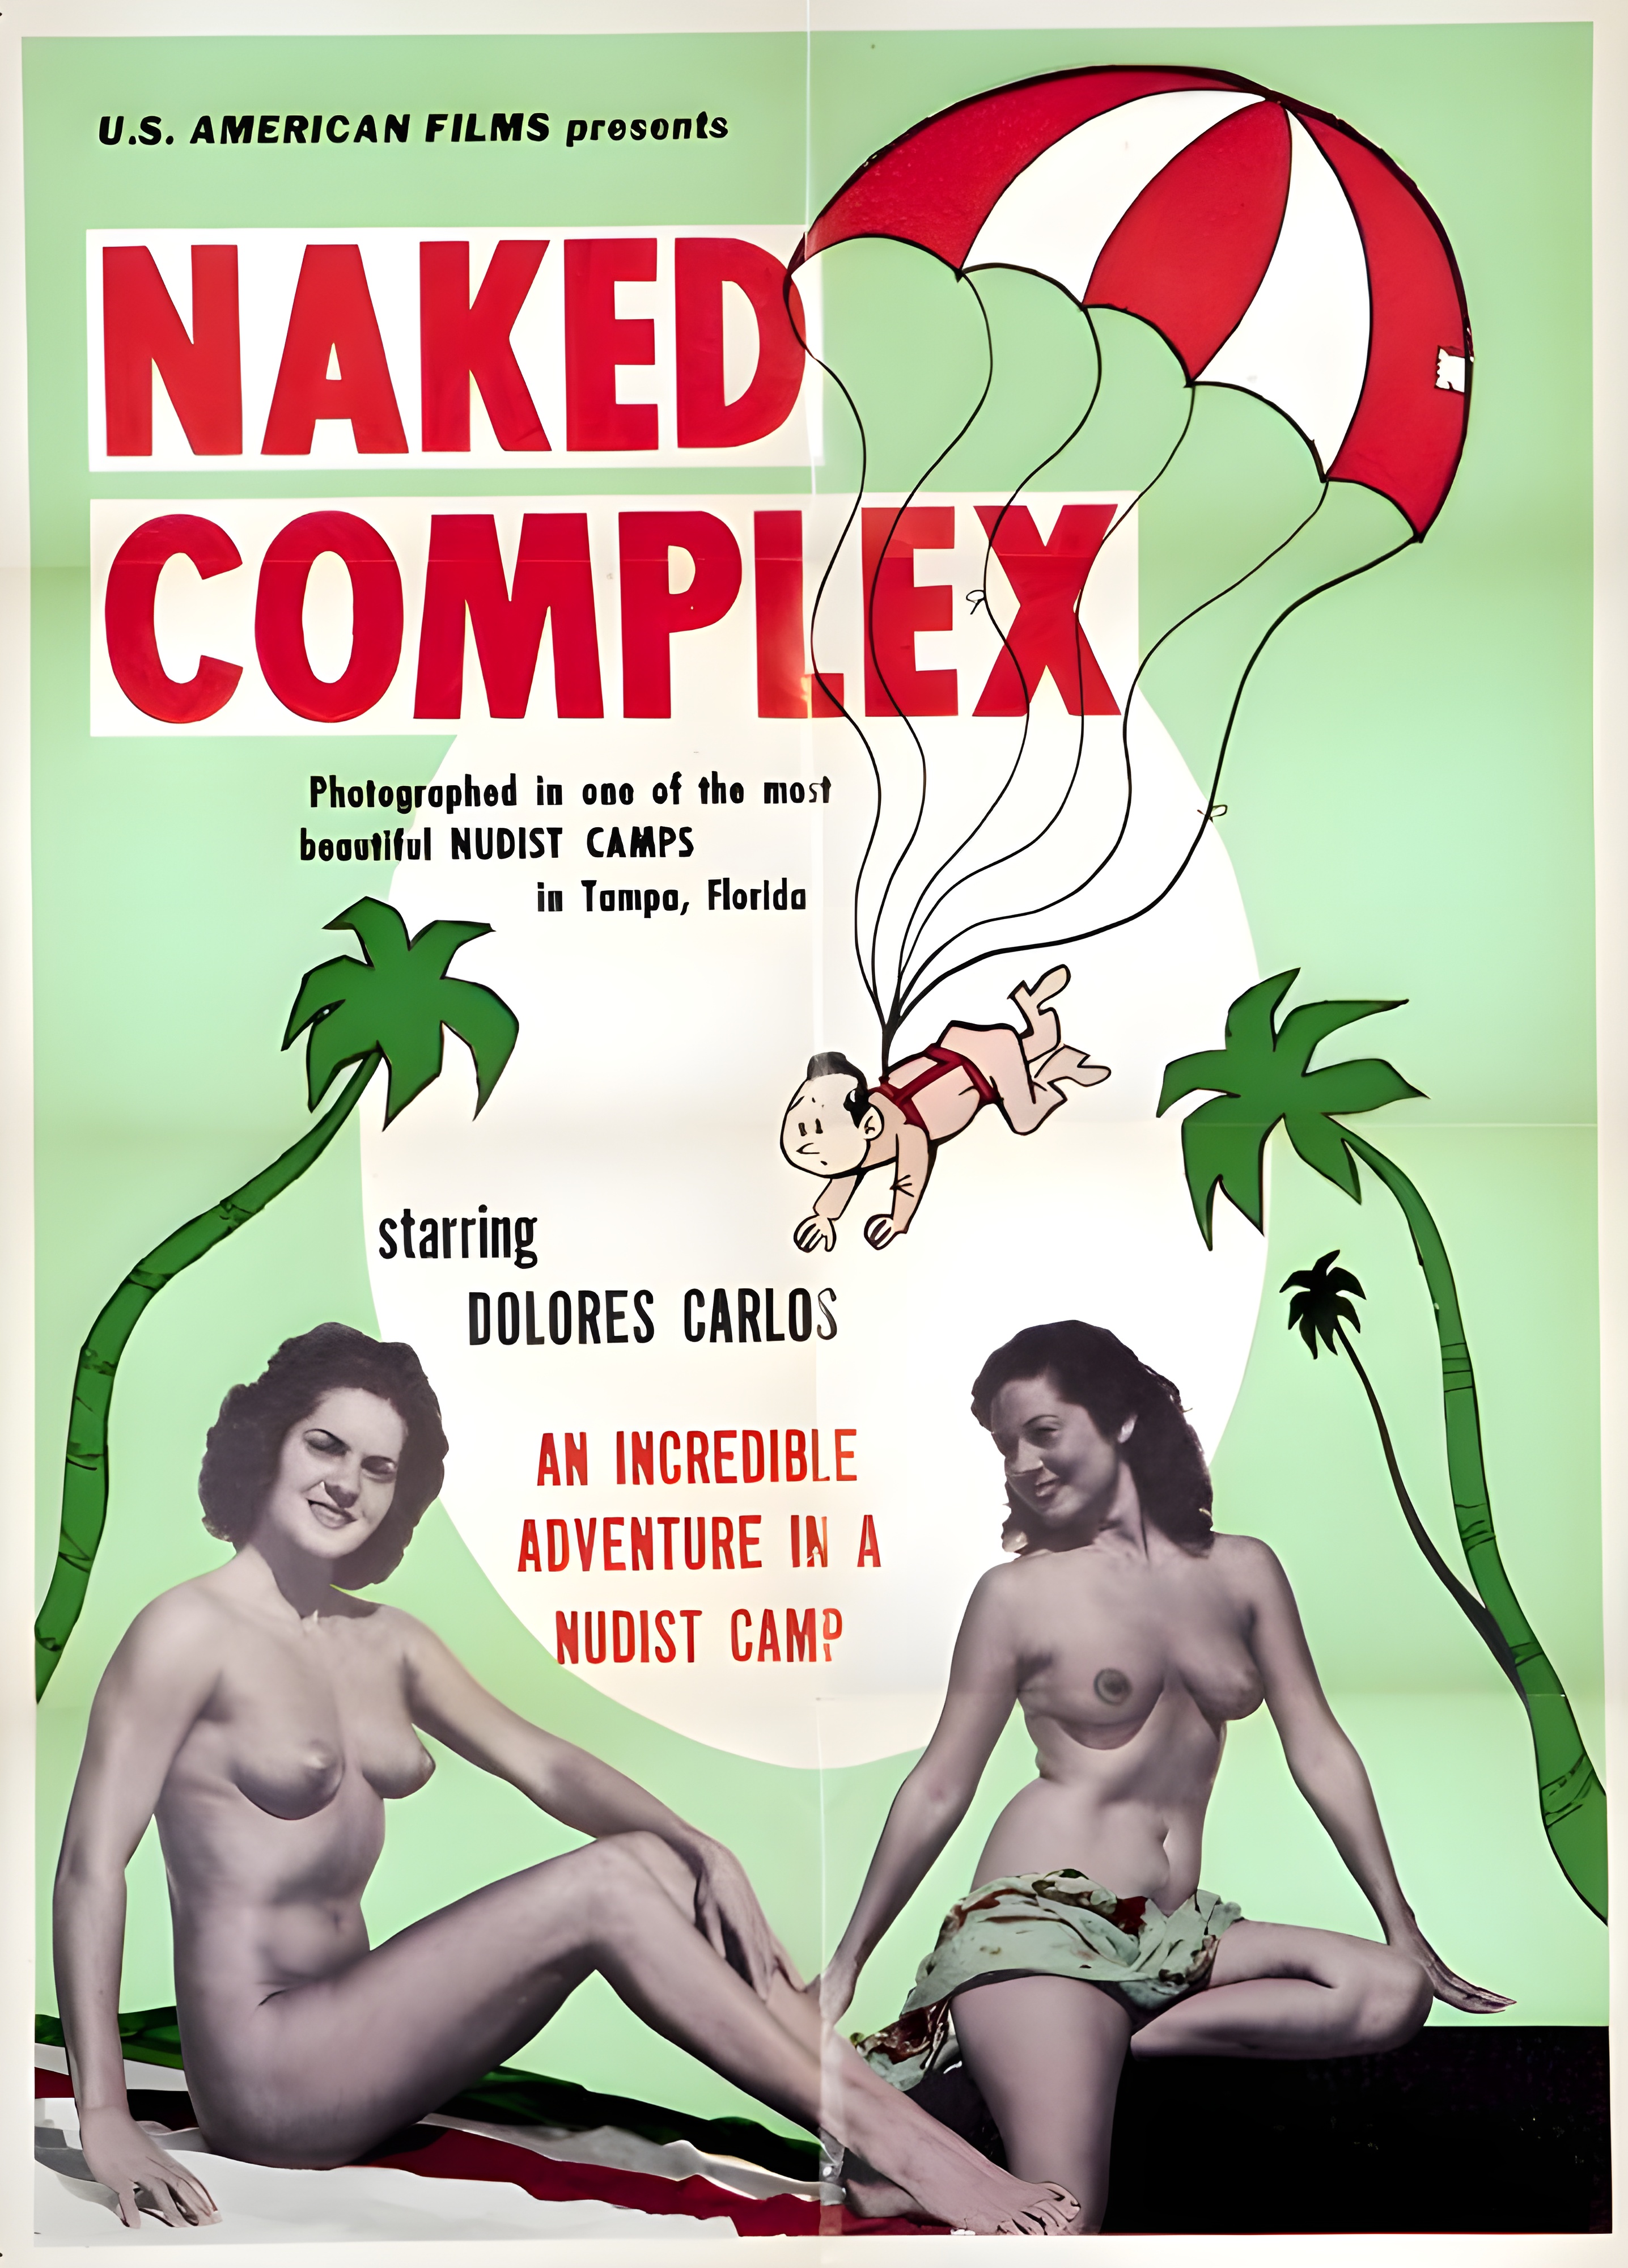 U.S. AMERICAN FILMS presents
NAKED
COMPLEX
Photographed in one of the most
beautiful NUDIST CAMPS
in Tampa, Florida
starring
DOLORES CARLOS
AN INCREDIBLE
ADVENTURE IN A
NUDIST CAMP